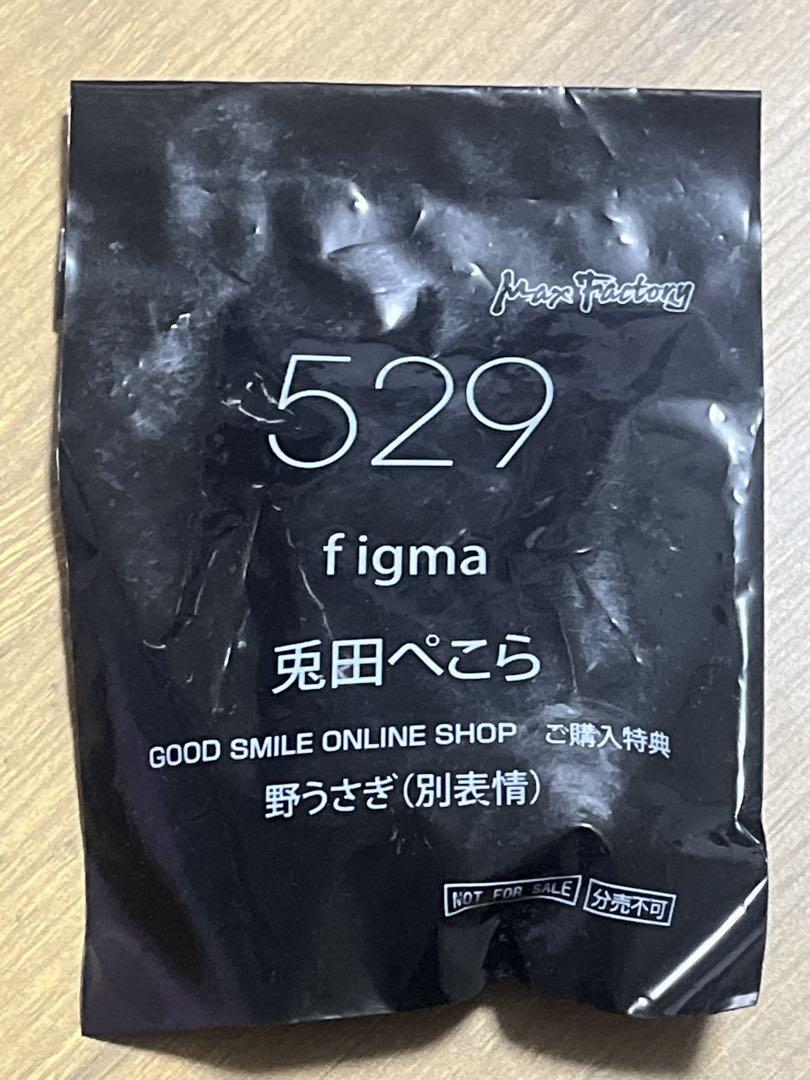 Max Factory
529
figma
兎田ぺこら
GOOD SMILE ONLINE SHOP ご購入特典
野うさぎ(別表情)
NOT FOR SALE 分売不可